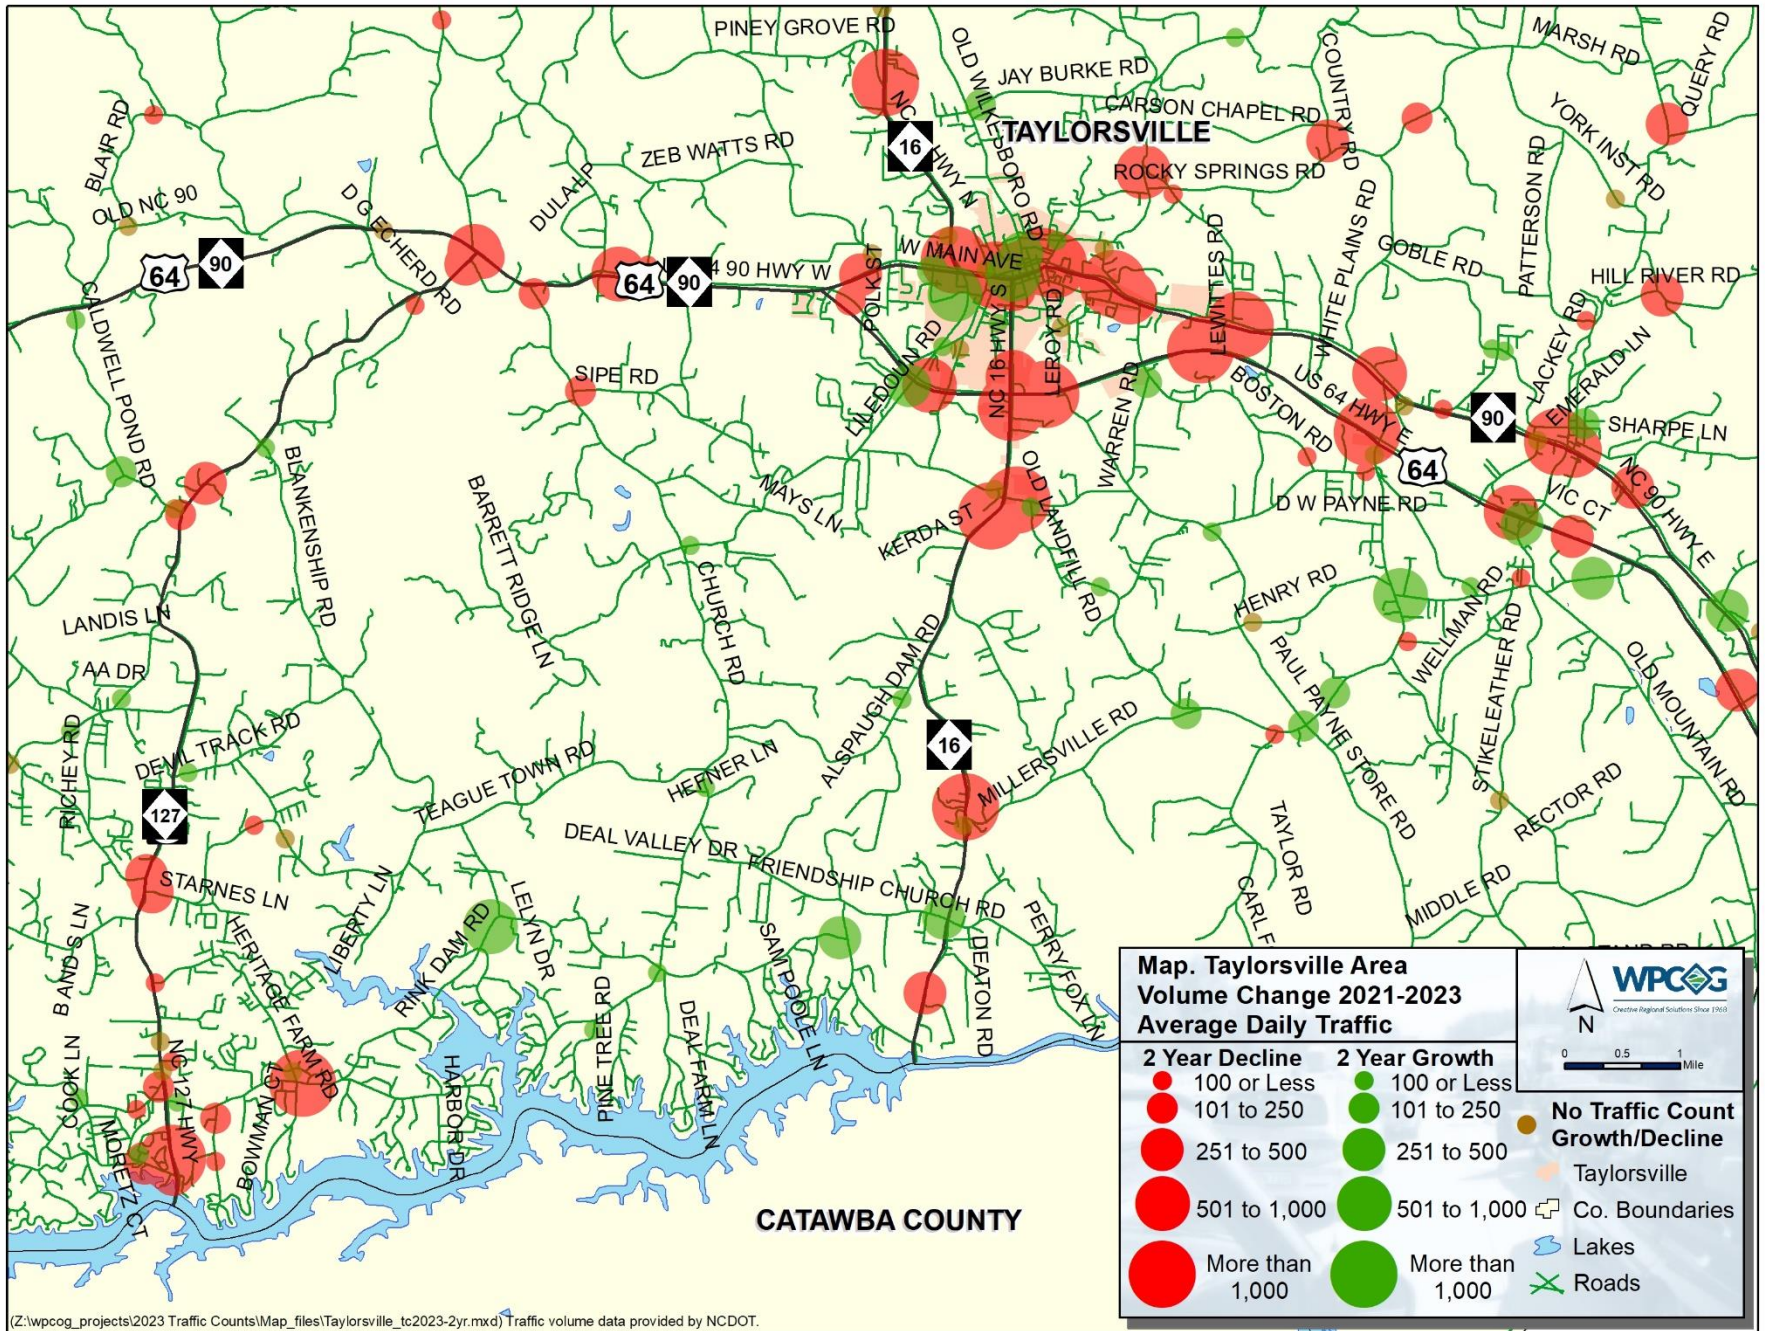 PINEY GROVE RD
OLD WILKESBORO RD
JAY BURKE RD
COUNTRY RD
MARSH RD
QUERY RD
BLAIR RD
CARSON CHAPEL RD
YORK INST RD
TAYLORSVILLE
NC
HWY N
16
ZEB WATTS RD
ROCKY SPRINGS RD
PATTERSON RD
OLD NC 90
D G ECHERD RD
DULA LP
WHITE PLAINS RD
LEWITTES RD
GOBLE RD
HILL RIVER RD
64
90
W MAIN AVE
4 90 HWY W
64
90
POLK ST
NC 16 HWY S
LEROY RD
CALDWELL POND RD
LACKEY RD
EMERALD LN
LILEDOUN RD
SIPE RD
WARREN RD
BOSTON RD
US 64 HWY E
90
SHARPE LN
64
BLANKENSHIP RD
BARRETT RIDGE LN
MAYS LN
OLD LANDFILL RD
D W PAYNE RD
VIC CT
NC 90 HWY E
KERDA ST
CHURCH RD
HENRY RD
LANDIS LN
ALSPAUGH DAM RD
PAUL PAYNE STORE RD
WELLMAN RD
STIKELEATHER RD
OLD MOUNTAIN RD
AA DR
RICHEY RD
DEVIL TRACK RD
TEAGUE TOWN RD
HEFNER LN
16
MILLERSVILLE RD
127
RECTOR RD
TAYLOR RD
DEAL VALLEY DR
FRIENDSHIP CHURCH RD
STARNES LN
LIBERTY LN
LELYN DR
PERRY FOX LN
CARL F
MIDDLE RD
B AND S LN
HERITAGE FARM RD
RINK DAM RD
SAM POOLE LN
DEATON RD
PINE TREE RD
DEAL FARM LN
COOK LN
NC 127 HWY
BOWMAN CT
HARBOR DR
MORETZ CT
CATAWBA COUNTY
Map. Taylorsville Area
Volume Change 2021-2023
Average Daily Traffic
WPCOG
Creative Regional Solutions Since 1968
N
0 0.5 1
Mile
2 Year Decline 2 Year Growth
100 or Less 100 or Less
101 to 250 101 to 250
251 to 500 251 to 500
501 to 1,000 501 to 1,000
More than 1,000 More than 1,000
No Traffic Count
Growth/Decline
Taylorsville
Co. Boundaries
Lakes
Roads
(Z:\wpcog_projects\2023 Traffic Counts\Map_files\Taylorsville_tc2023-2yr.mxd) Traffic volume data provided by NCDOT.